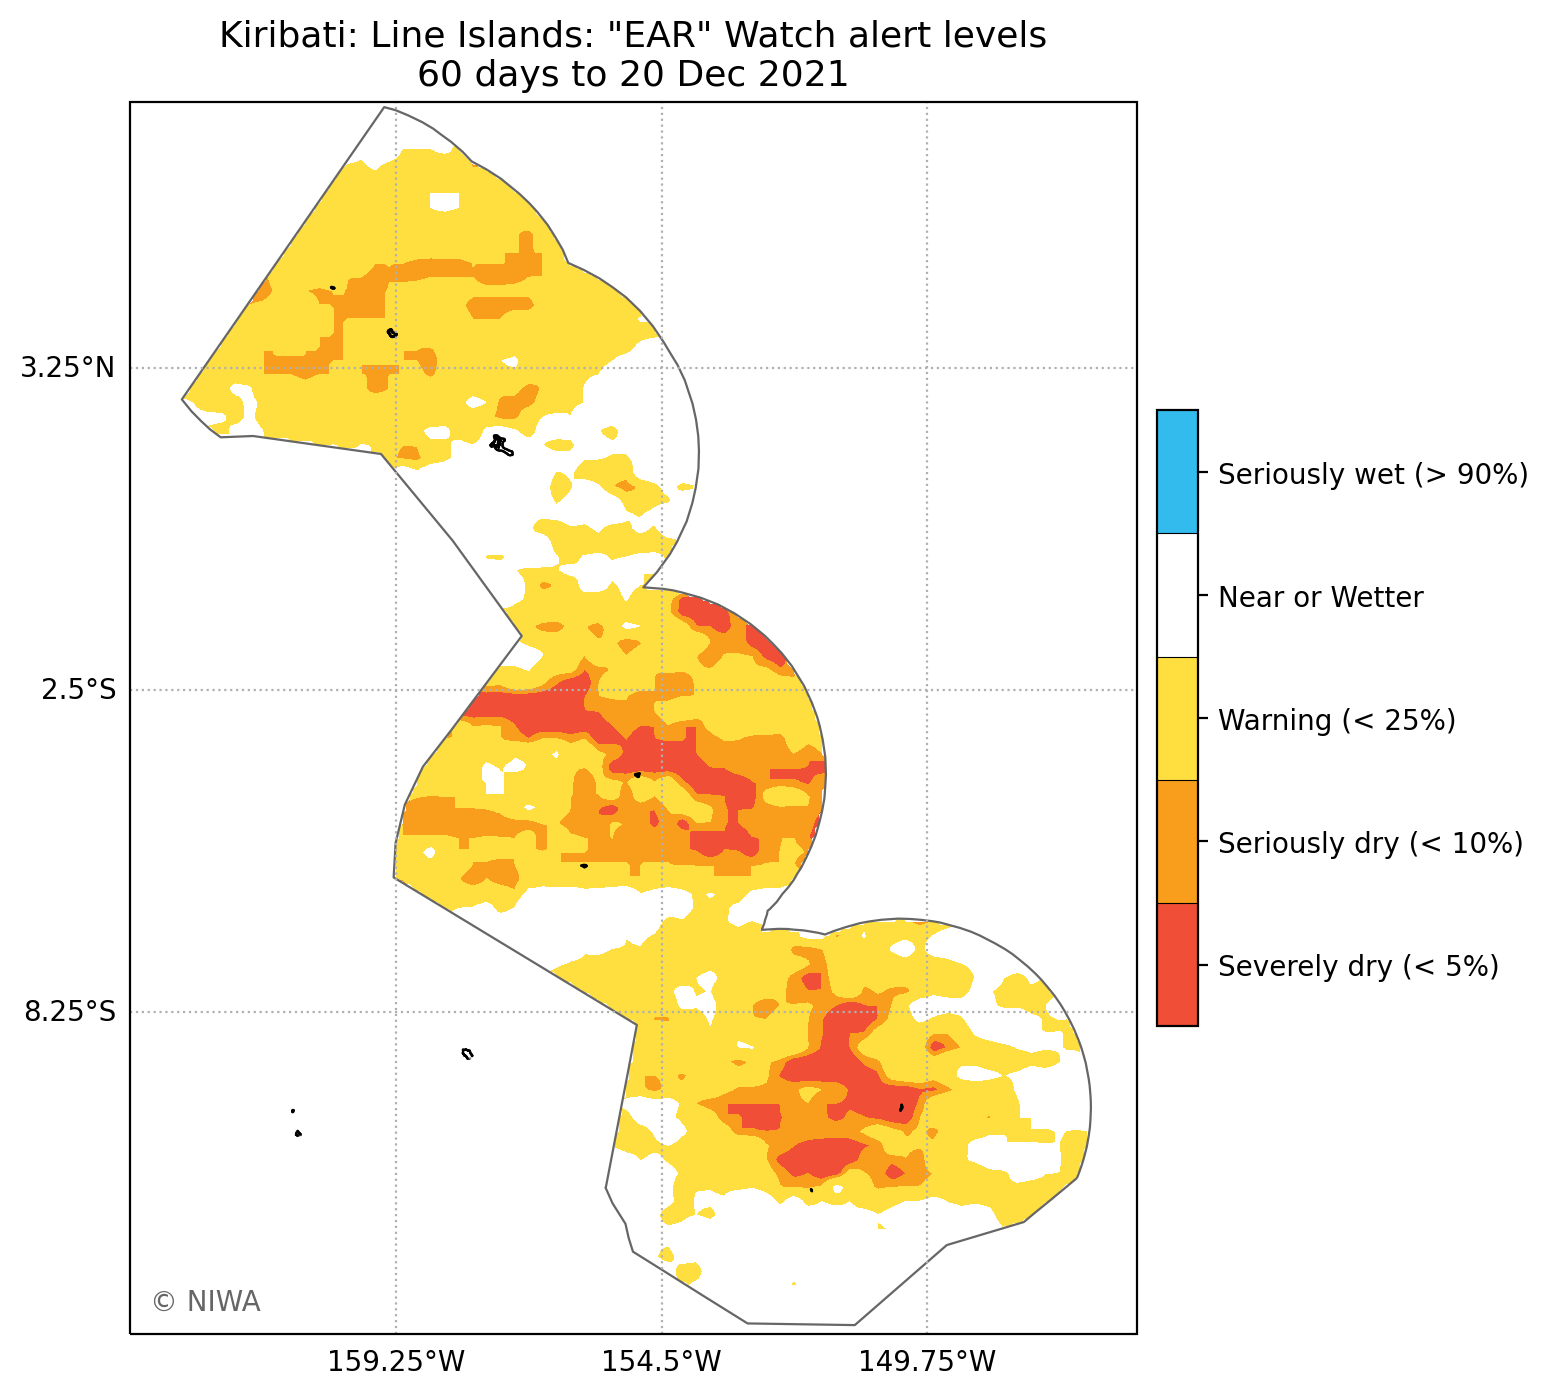 Kiribati: Line Islands: "EAR" Watch alert levels
60 days to 20 Dec 2021
3.25°N
2.5°S
8.25°S
159.25°W
154.5°W
149.75°W
© NIWA
Seriously wet (> 90%)
Near or Wetter
Warning (< 25%)
Seriously dry (< 10%)
Severely dry (< 5%)